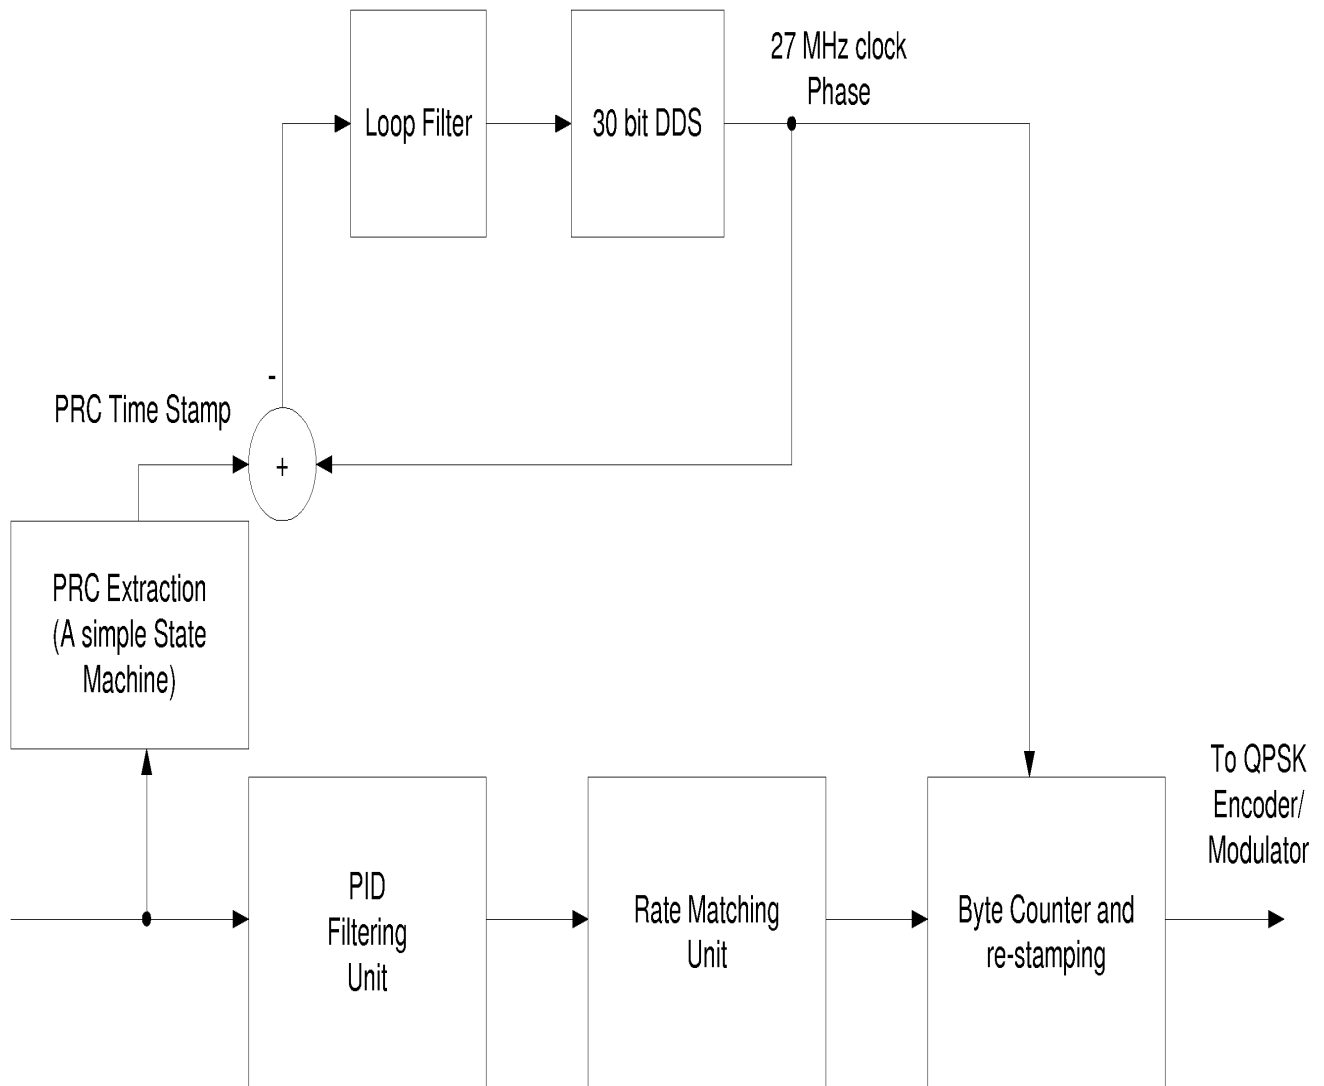 27 MHz clock
Phase
Loop Filter
30 bit DDS
-
PRC Time Stamp
+
PRC Extraction
(A simple State
Machine)
To QPSK
Encoder/
Modulator
PID
Filtering
Unit
Rate Matching
Unit
Byte Counter and
re-stamping